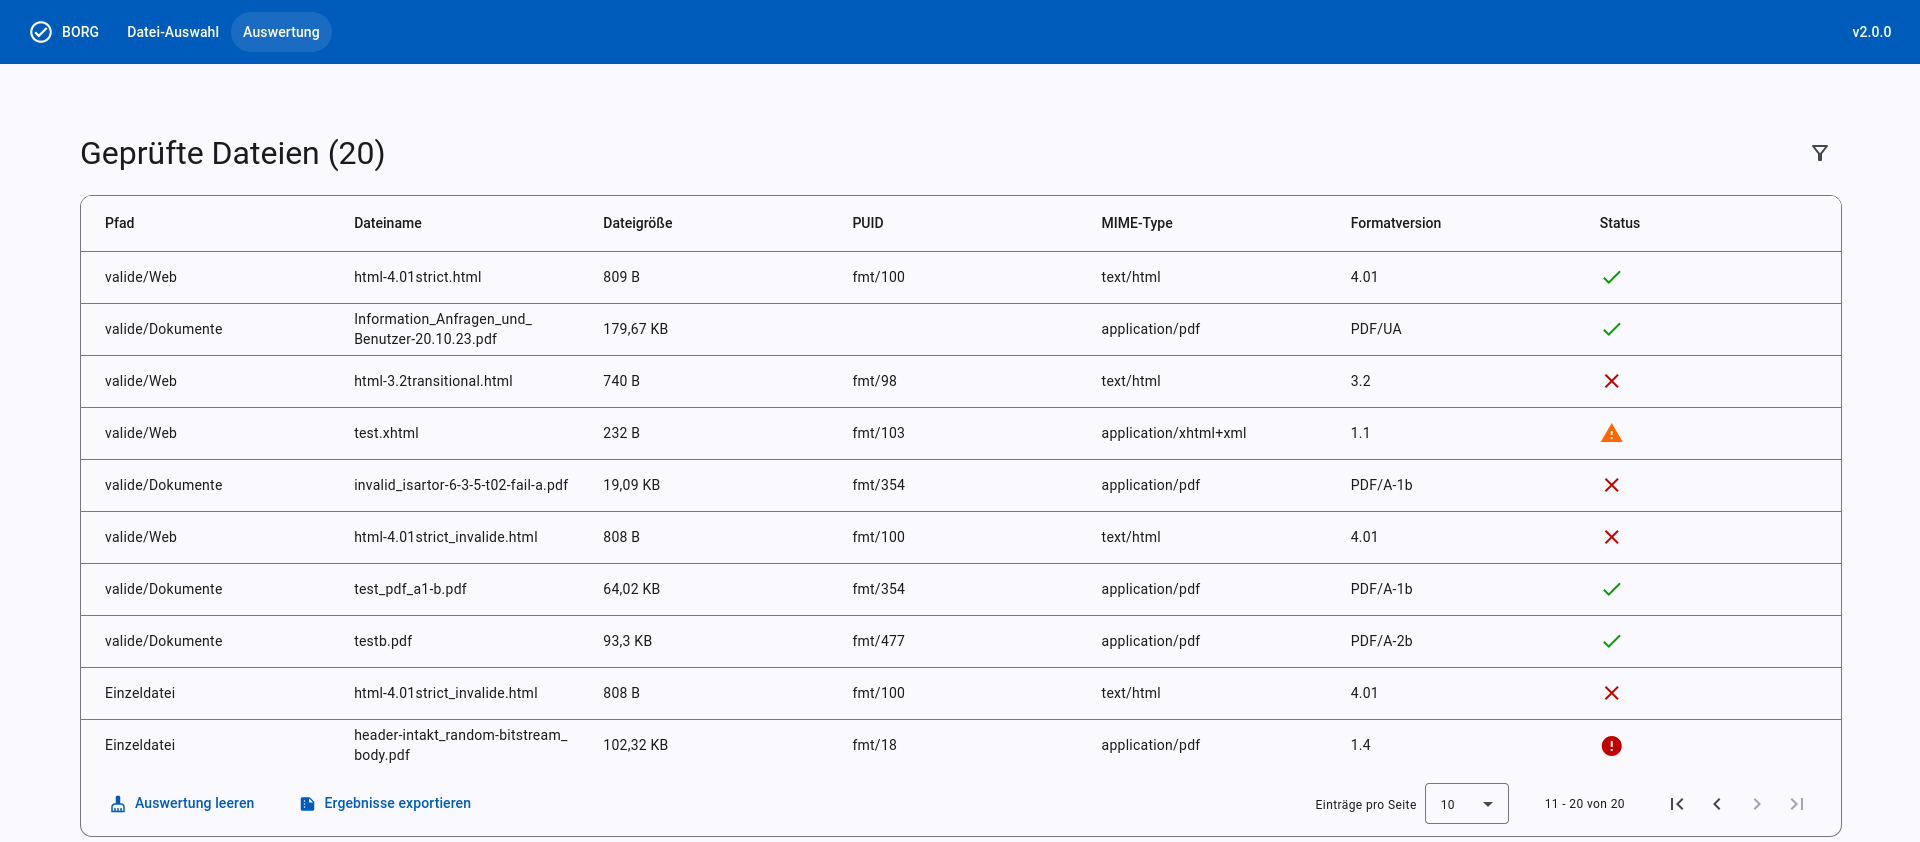 BORG Datei-Auswahl Auswertung v2.0.0
Geprüfte Dateien (20)
Pfad Dateiname Dateigröße PUID MIME-Type Formatversion Status
valide/Web html-4.01strict.html 809 B fmt/100 text/html 4.01
valide/Dokumente Information_Anfragen_und_
Benutzer-20.10.23.pdf 179,67 KB application/pdf PDF/UA
valide/Web html-3.2transitional.html 740 B fmt/98 text/html 3.2
valide/Web test.xhtml 232 B fmt/103 application/xhtml+xml 1.1
valide/Dokumente invalid_isartor-6-3-5-t02-fail-a.pdf 19,09 KB fmt/354 application/pdf PDF/A-1b
valide/Web html-4.01strict_invalide.html 808 B fmt/100 text/html 4.01
valide/Dokumente test_pdf_a1-b.pdf 64,02 KB fmt/354 application/pdf PDF/A-1b
valide/Dokumente testb.pdf 93,3 KB fmt/477 application/pdf PDF/A-2b
Einzeldatei html-4.01strict_invalide.html 808 B fmt/100 text/html 4.01
Einzeldatei header-intakt_random-bitstream_
body.pdf 102,32 KB fmt/18 application/pdf 1.4
Auswertung leeren Ergebnisse exportieren Einträge pro Seite 10 11 - 20 von 20